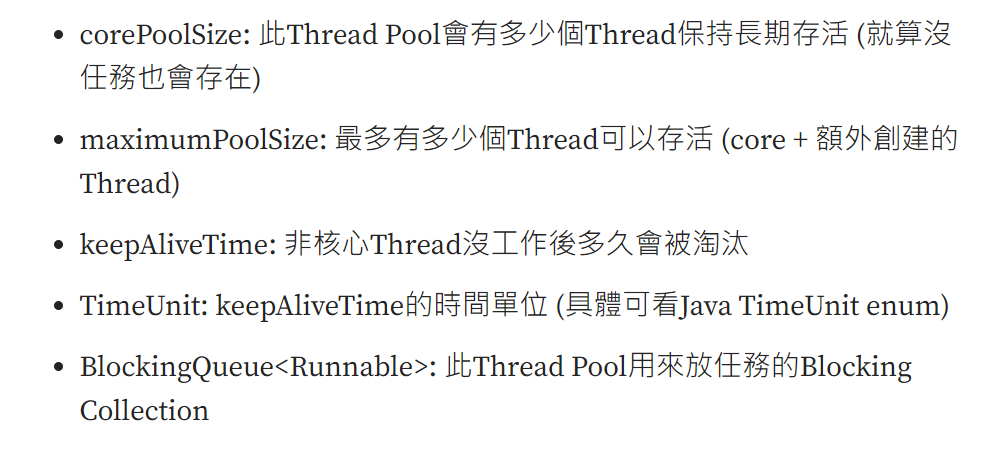 corePoolSize: 此Thread Pool會有多少個Thread保持長期存活 (就算沒
任務也會存在)
maximumPoolSize: 最多有多少個Thread可以存活 (core + 額外創建的
Thread)
keepAliveTime: 非核心Thread沒工作後多久會被淘汰
TimeUnit: keepAliveTime的時間單位 (具體可看Java TimeUnit enum)
BlockingQueue<Runnable>: 此Thread Pool用來放任務的Blocking
Collection